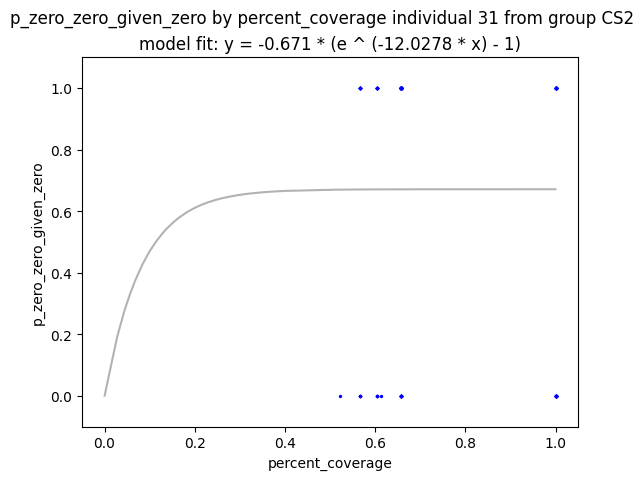 p_zero_zero_given_zero by percent_coverage individual 31 from group CS2
model fit: y = -0.671 * (e ^ (-12.0278 * x) - 1)
1.0
0.8
0.6
0.4
0.2
0.0
p_zero_zero_given_zero
0.0 0.2 0.4 0.6 0.8 1.0
percent_coverage